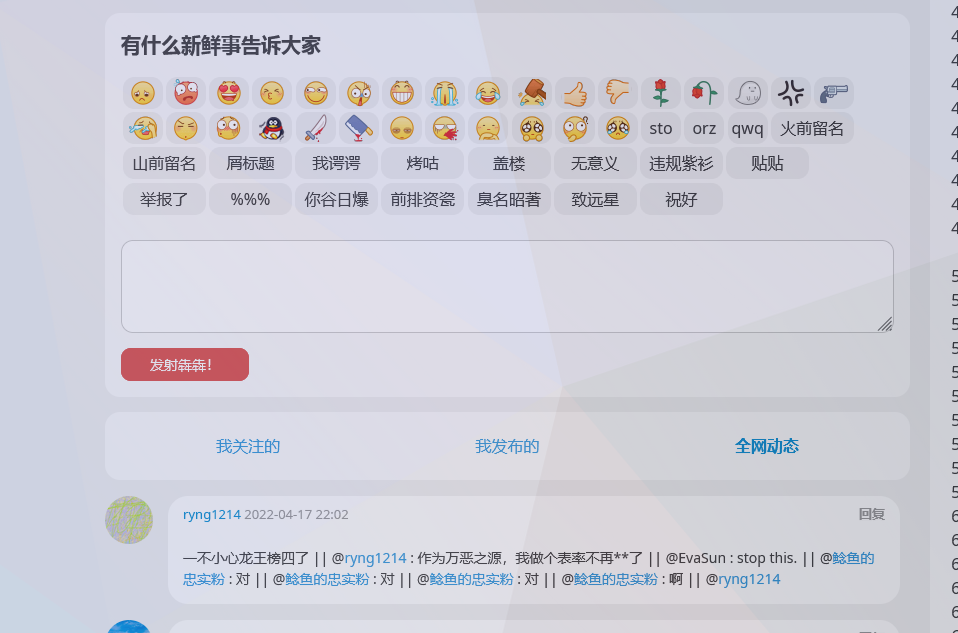 有什么新鲜事告诉大家
sto orz qwq 火前留名
山前留名 屑标题 我谔谔 烤咕 盖楼 无意义 违规紫衫 贴贴
举报了 %%% 你谷日爆 前排资瓷 臭名昭著 致远星 祝好
发射犇犇！
我关注的 我发布的 全网动态
ryng1214 2022-04-17 22:02 回复
一不小心龙王榜四了 || @ryng1214 : 作为万恶之源，我做个表率不再**了 || @EvaSun : stop this. || @鲶鱼的
忠实粉 : 对 || @鲶鱼的忠实粉 : 对 || @鲶鱼的忠实粉 : 对 || @鲶鱼的忠实粉 : 啊 || @ryng1214